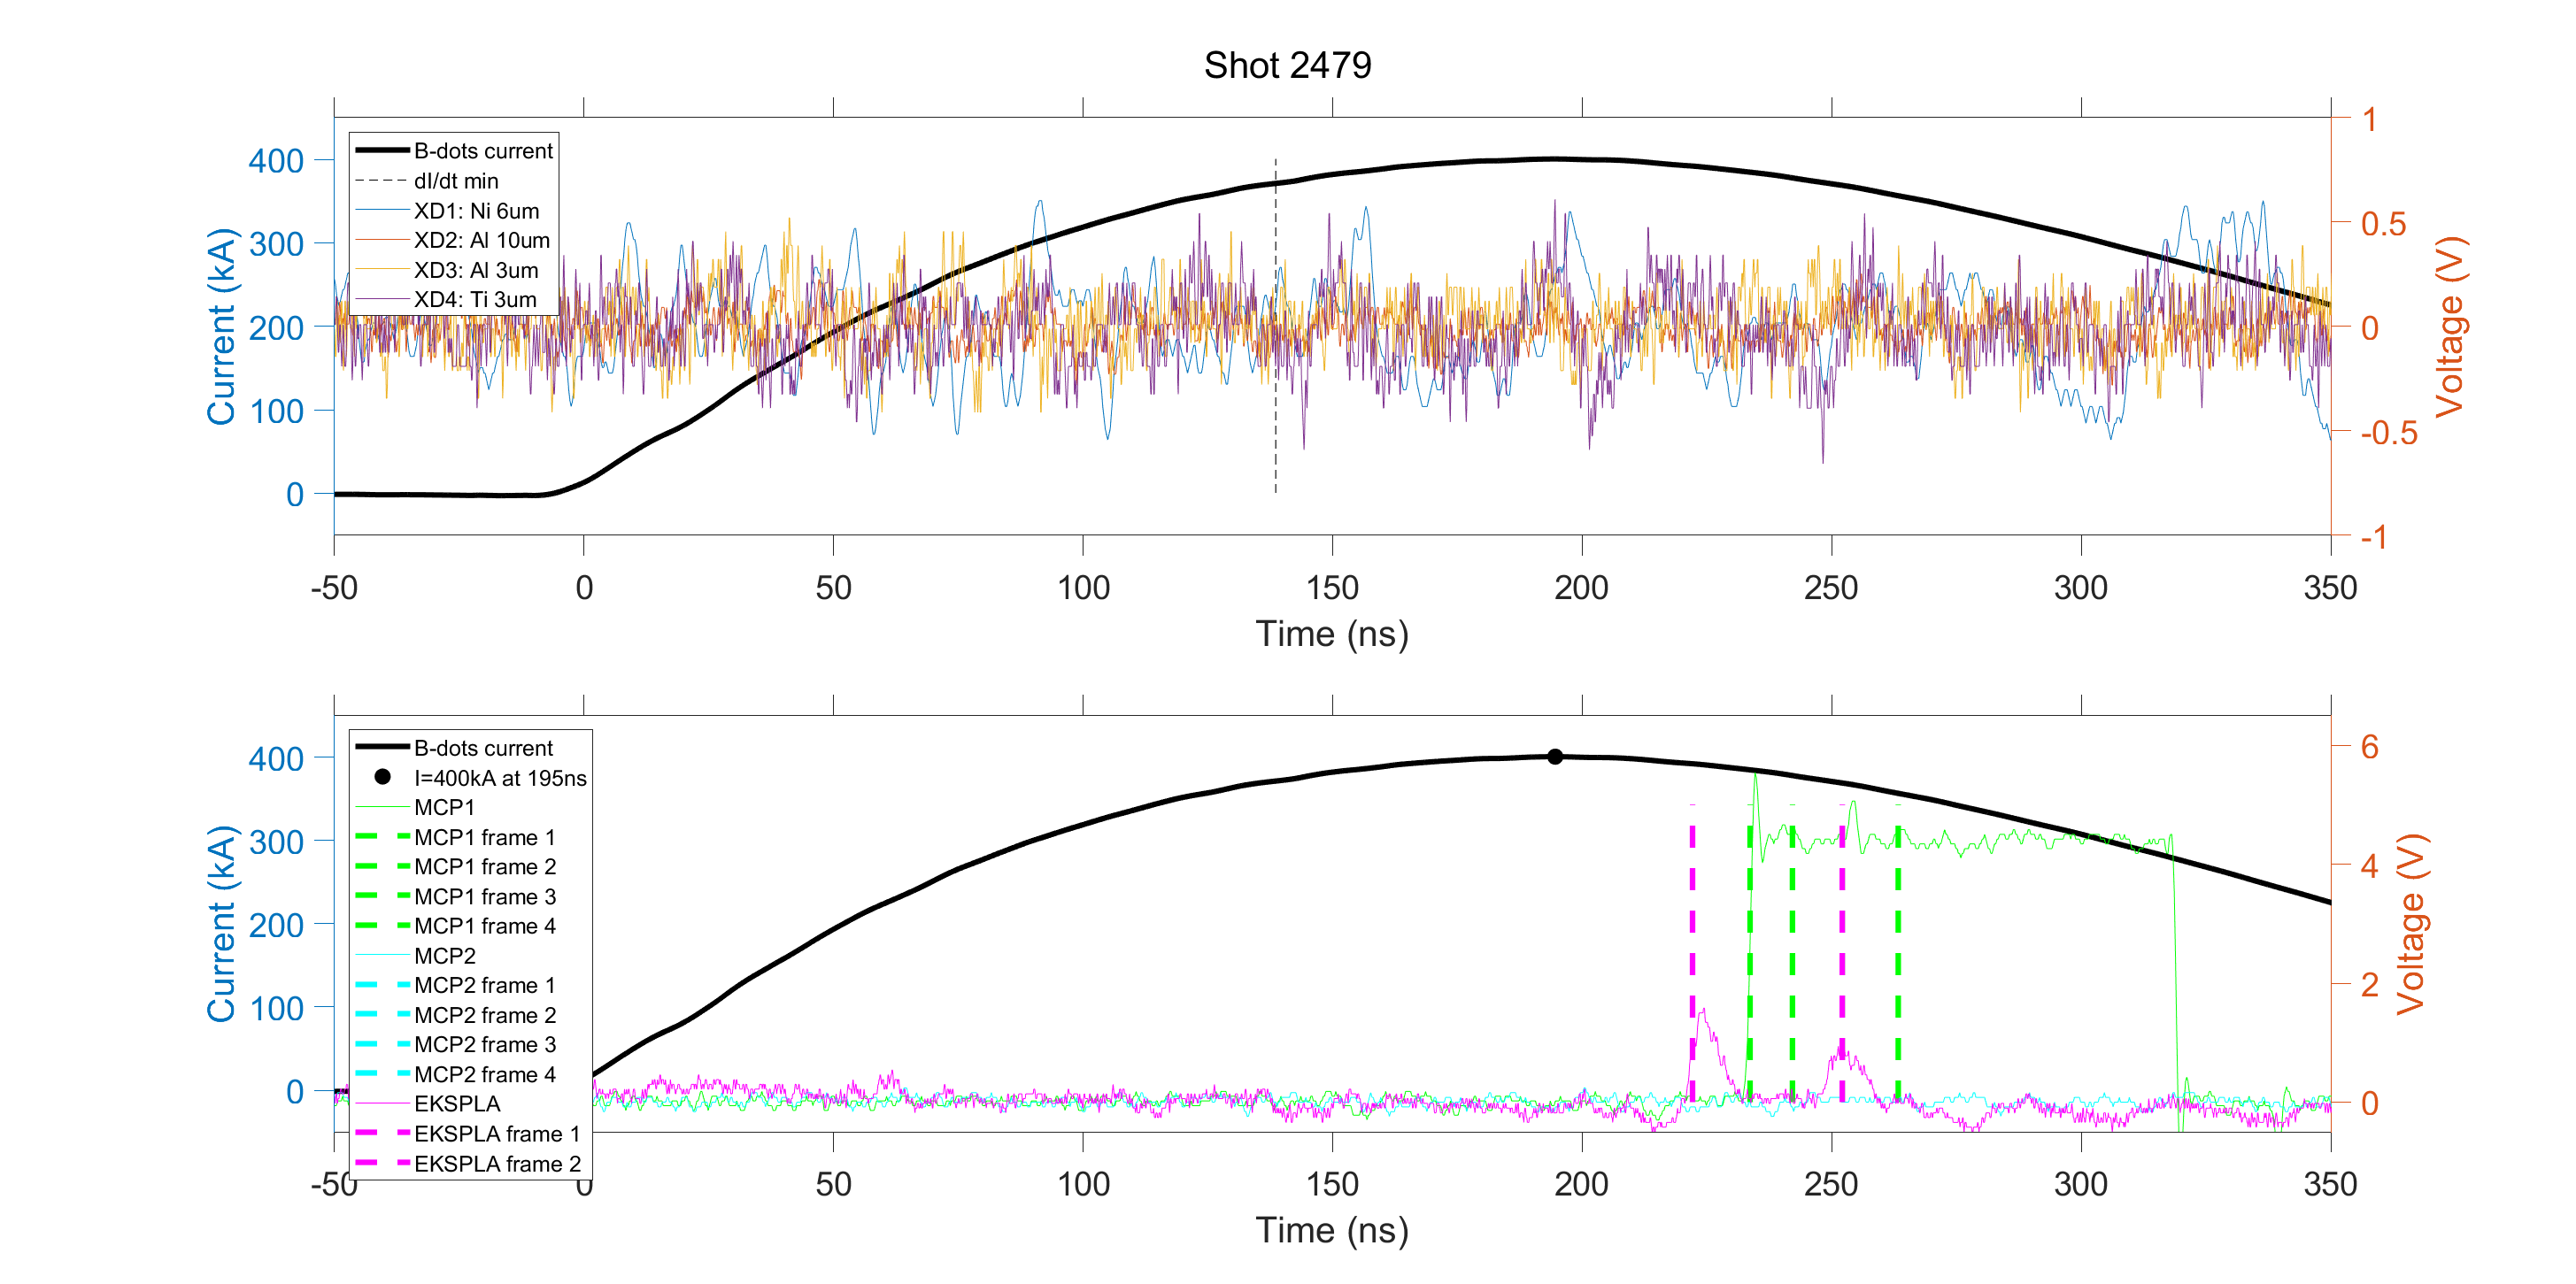 Shot 2479
B-dots current
dI/dt min
XD1: Ni 6um
XD2: Al 10um
XD3: Al 3um
XD4: Ti 3um
400
300
200
100
0
Current (kA)
1
0.5
0
-0.5
-1
Voltage (V)
-50 0 50 100 150 200 250 300 350
Time (ns)
B-dots current
I=400kA at 195ns
MCP1
MCP1 frame 1
MCP1 frame 2
MCP1 frame 3
MCP1 frame 4
MCP2
MCP2 frame 1
MCP2 frame 2
MCP2 frame 3
MCP2 frame 4
EKSPLA
EKSPLA frame 1
EKSPLA frame 2
400
300
200
100
0
Current (kA)
6
4
2
0
Voltage (V)
-50 0 50 100 150 200 250 300 350
Time (ns)